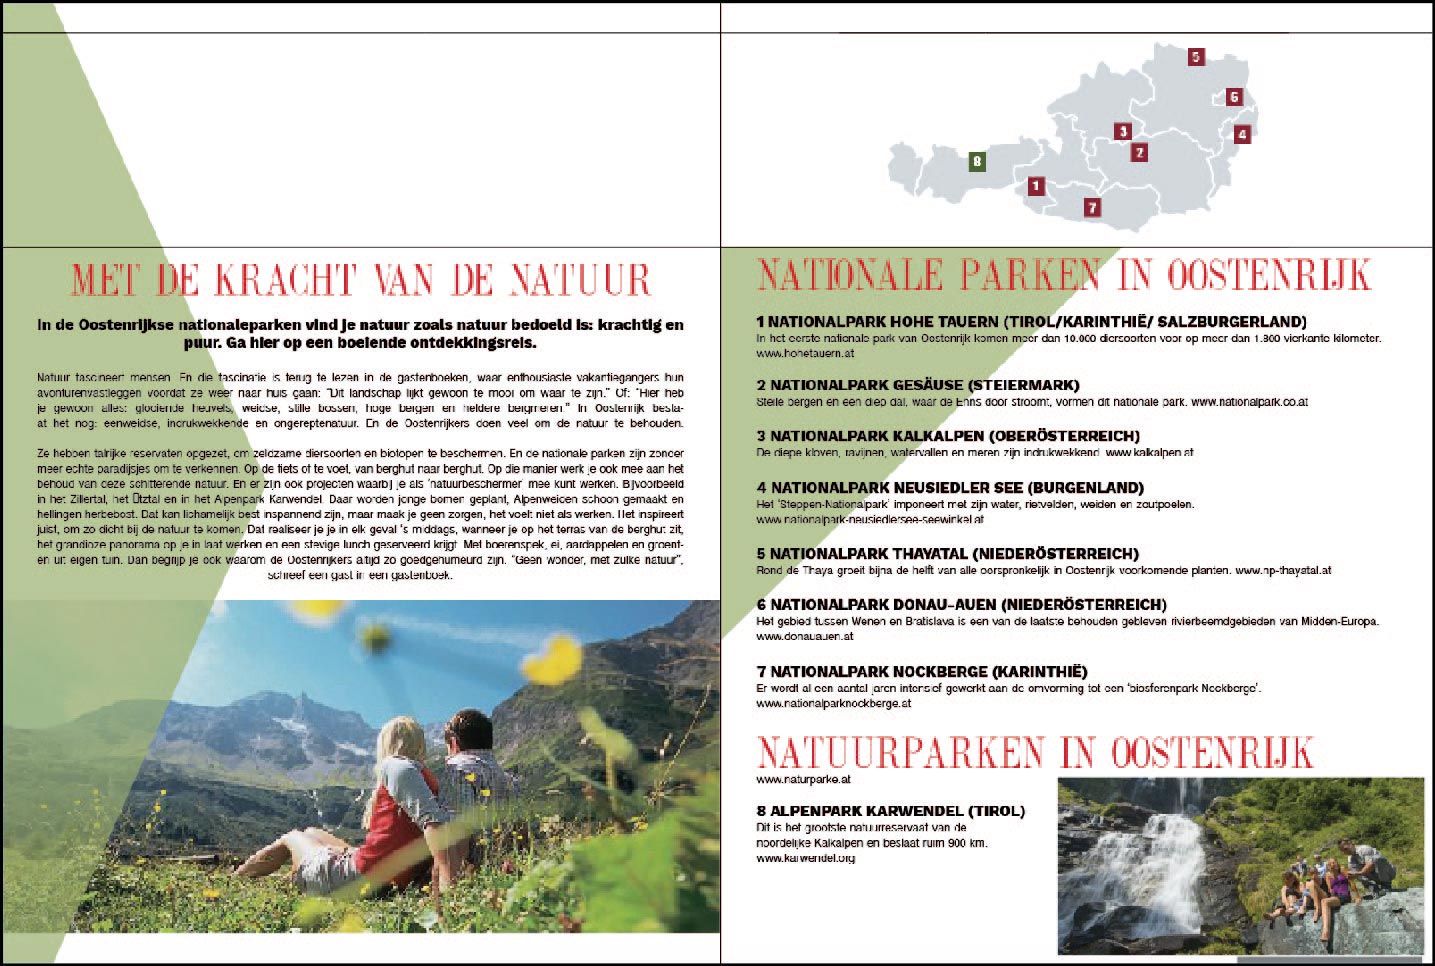 MET DE KRACHT VAN DE NATUUR
In de Oostenrijkse nationaleparken vind je natuur zoals natuur bedoeld is: krachtig en
puur. Ga hier op een boeiende ontdekkingsreis.
Natuur fascineert mensen. En die fascinatie is terug te lezen in de gastenboeken, waar enthousiaste vakantiegangers hun
avonturenvastleggen voordat ze weer naar huis gaan: "Dit landschap lijkt gewoon te mooi om waar te zijn." Of: "Hier heb
je gewoon alles: glooiende heuvels, weidse, stille bossen, hoge bergen en heldere bergmeren." In Oostenrijk besta-
at het nog: eenweidse, indrukwekkende en ongereptenatuur. En de Oostenrijkers doen veel om de natuur te behouden.
Ze hebben talrijke reservaten opgezet, om zeldzame diersoorten en biotopen te beschermen. En de nationale parken zijn zonder
meer echte paradijsjes om te verkennen. Op de fiets of te voet, van berghut naar berghut. Op die manier werk je ook mee aan het
behoud van deze schitterende natuur. En er zijn ook projecten waarbij je als 'natuurbeschermer' mee kunt werken. Bijvoorbeeld
in het Zillertal, het Ötztal en in het Alpenpark Karwendel. Daar worden jonge bomen geplant, Alpenweiden schoon gemaakt en
hellingen herbebost. Dat kan lichamelijk best inspannend zijn, maar maak je geen zorgen, het voelt niet als werken. Het inspireert
juist, om zo dicht bij de natuur te komen. Dat realiseer je je in elk geval 's middags, wanneer je op het terras van de berghut zit,
het grandioze panorama op je in laat werken en een stevige lunch geserveerd krijgt. Met boerenspek, ei, aardappelen en groent-
en uit eigen tuin. Dan begrijp je ook waarom de Oostenrijkers altijd zo goedgehumeurd zijn. "Geen wonder, met zulke natuur",
schreef een gast in een gastenboek.
5
6
3
4
2
8
1
7
NATIONALE PARKEN IN OOSTENRIJK
1 NATIONALPARK HOHE TAUERN (TIROL/KARINTHIË/ SALZBURGERLAND)
In het eerste nationale park van Oostenrijk komen meer dan 10.000 diersoorten voor op meer dan 1.800 vierkante kilometer.
www.hohetauern.at
2 NATIONALPARK GESÄUSE (STEIERMARK)
Steile bergen en een diep dal, waar de Enns door stroomt, vormen dit nationale park. www.nationalpark.co.at
3 NATIONALPARK KALKALPEN (OBERÖSTERREICH)
De diepe kloven, ravijnen, watervallen en meren zijn indrukwekkend. www.kalkalpen.at
4 NATIONALPARK NEUSIEDLER SEE (BURGENLAND)
Het 'Steppen-Nationalpark' imponeert met zijn water, rietvelden, weiden en zoutpoelen.
www.nationalpark-neusiedlersee-seewinkel.at
5 NATIONALPARK THAYATAL (NIEDERÖSTERREICH)
Rond de Thaya groeit bijna de helft van alle oorspronkelijk in Oostenrijk voorkomende planten. www.np-thayatal.at
6 NATIONALPARK DONAU-AUEN (NIEDERÖSTERREICH)
Het gebied tussen Wenen en Bratislava is een van de laatste behouden gebleven rivierbeemdgebieden van Midden-Europa.
www.donauauen.at
7 NATIONALPARK NOCKBERGE (KARINTHIË)
Er wordt al een aantal jaren intensief gewerkt aan de omvorming tot een 'biosferenpark Nockberge'.
www.nationalparknockberge.at
NATUURPARKEN IN OOSTENRIJK
www.naturparke.at
8 ALPENPARK KARWENDEL (TIROL)
Dit is het grootste natuurreservaat van de
noordelijke Kalkalpen en beslaat ruim 900 km.
www.karwendel.org